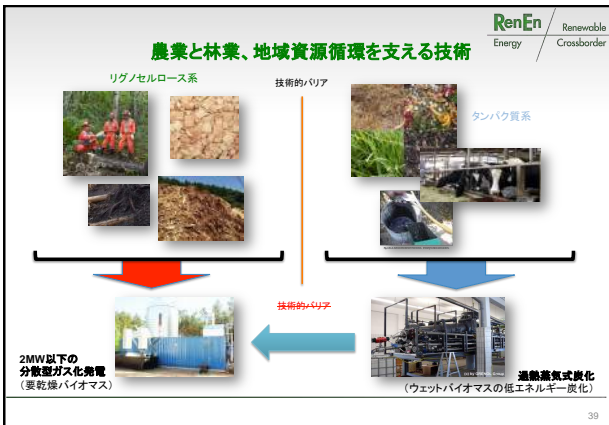 RenEn Renewable
Energy Crossborder
農業と林業、地域資源循環を支える技術
リグノセルロース系
技術的バリア
タンパク質系
技術的バリア
2MW以下の
分散型ガス化発電
（要乾燥バイオマス）
過熱蒸気式炭化
（ウェットバイオマスの低エネルギー炭化）
39